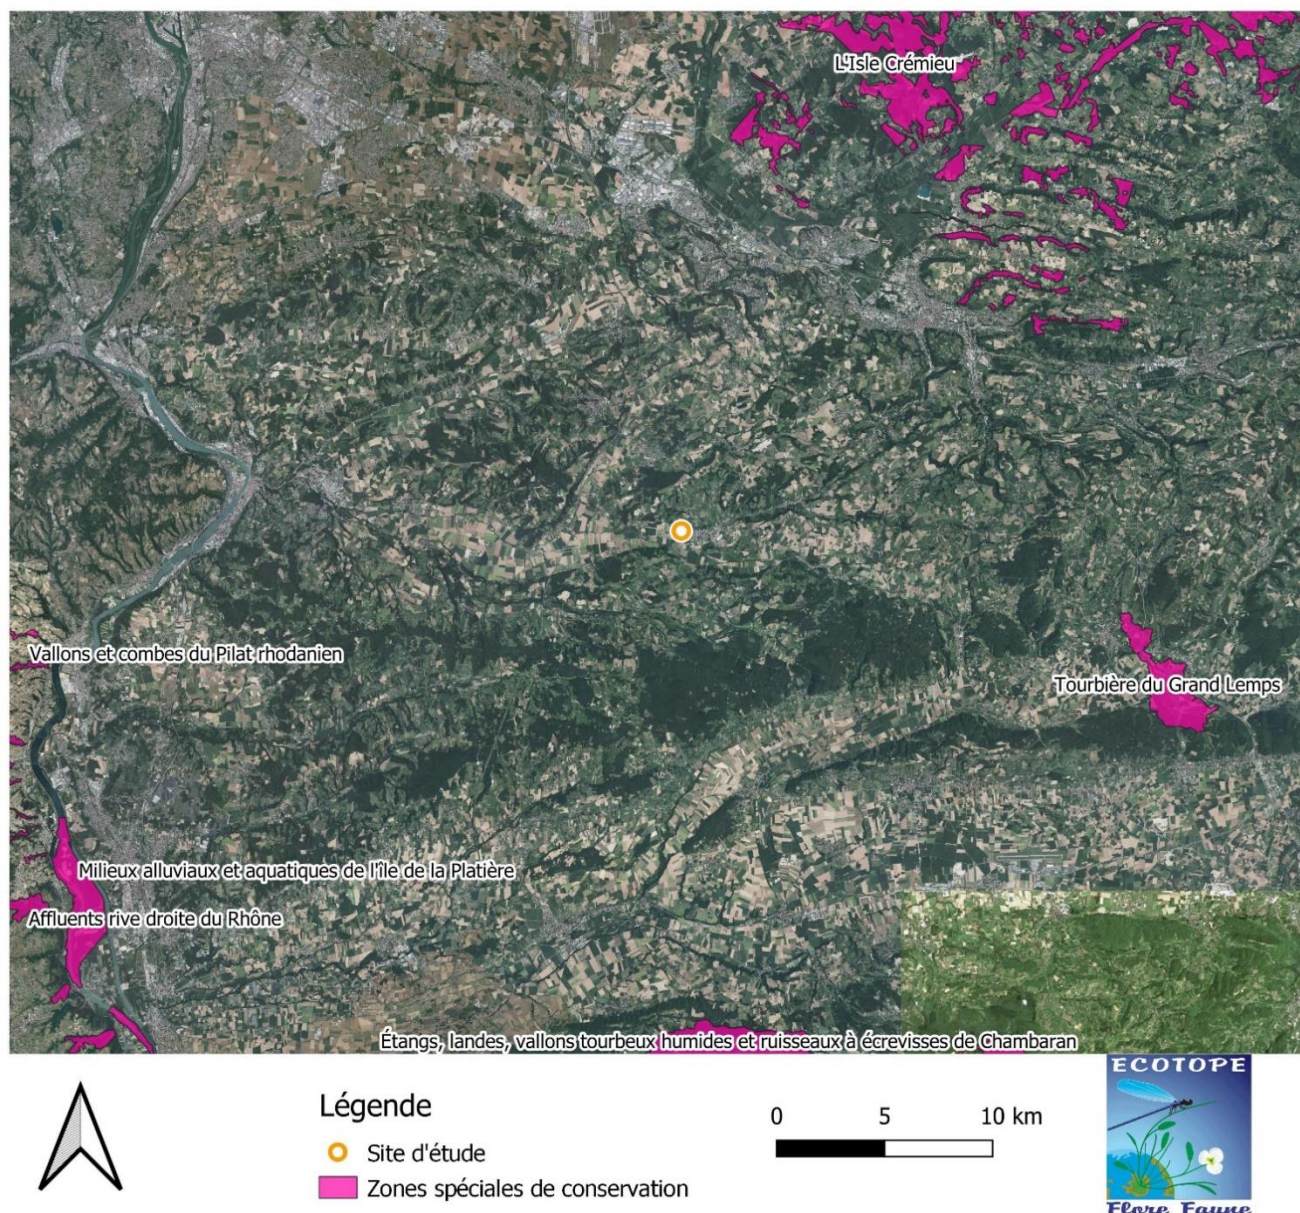 L'Isle Crémieu
Vallons et combes du Pilat rhodanien
Tourbière du Grand Lemps
Milieux alluviaux et aquatiques de l'île de la Platière
Affluents rive droite du Rhône
Étangs, landes, vallons tourbeux humides et ruisseaux à écrevisses de Chambaran
Légende
Site d'étude
Zones spéciales de conservation
0 5 10 km
ECOTOPE
Flore Faune